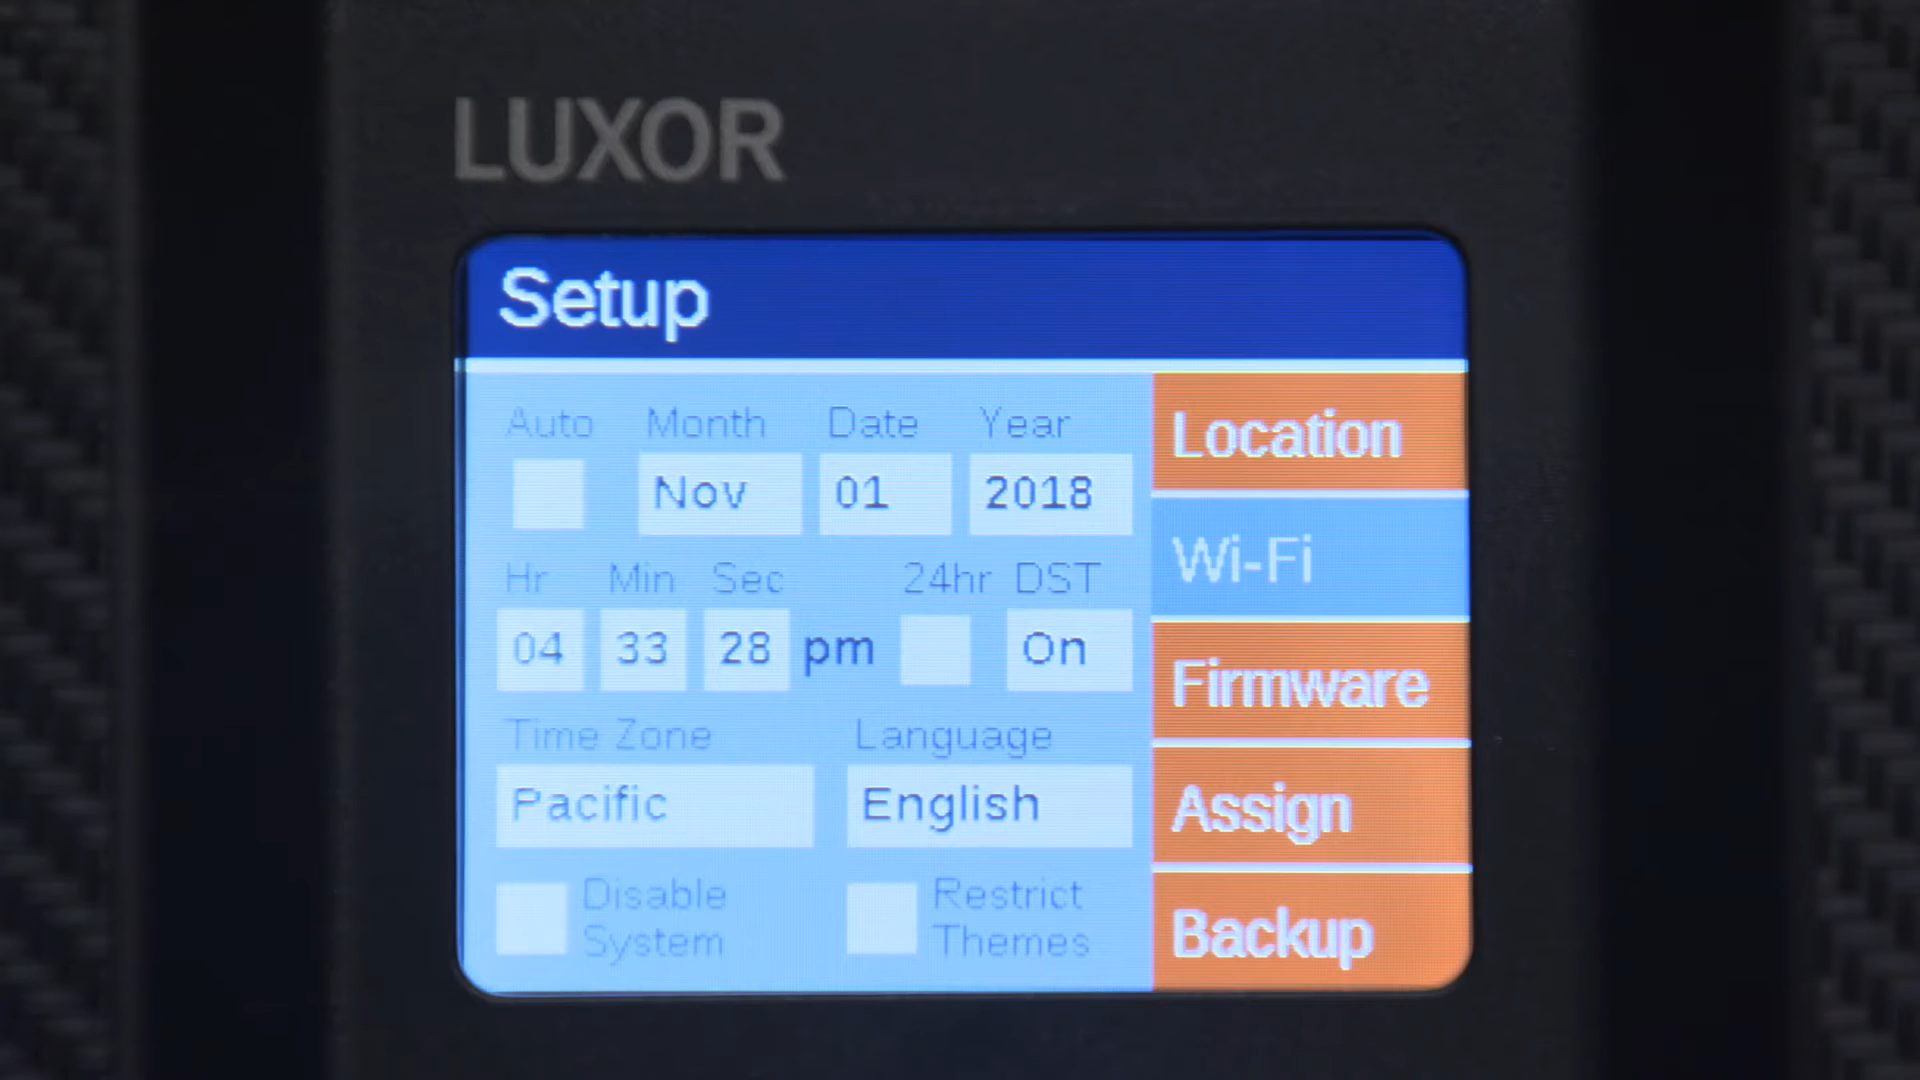 LUXOR
Setup
Auto Month Date Year
Nov 01 2018
Hr Min Sec 24hr DST
04 33 28 pm On
Time Zone Language
Pacific English
Disable System
Restrict Themes
Location
Wi-Fi
Firmware
Assign
Backup